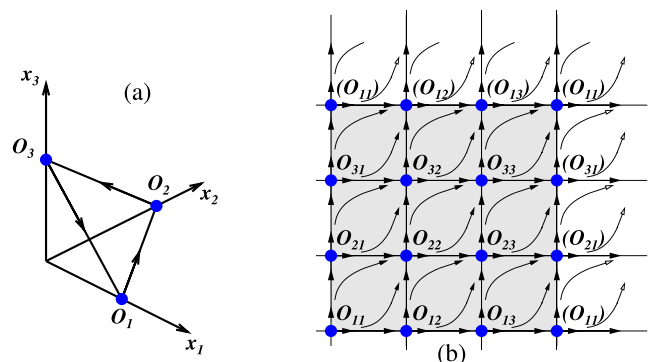 x3
(a)
O3
O2
x2
O1
x1
(O11) (O12) (O13) (O11)
O31 O32 O33 (O31)
O21 O22 O23 (O21)
O11 O12 O13 (O11)
(b)